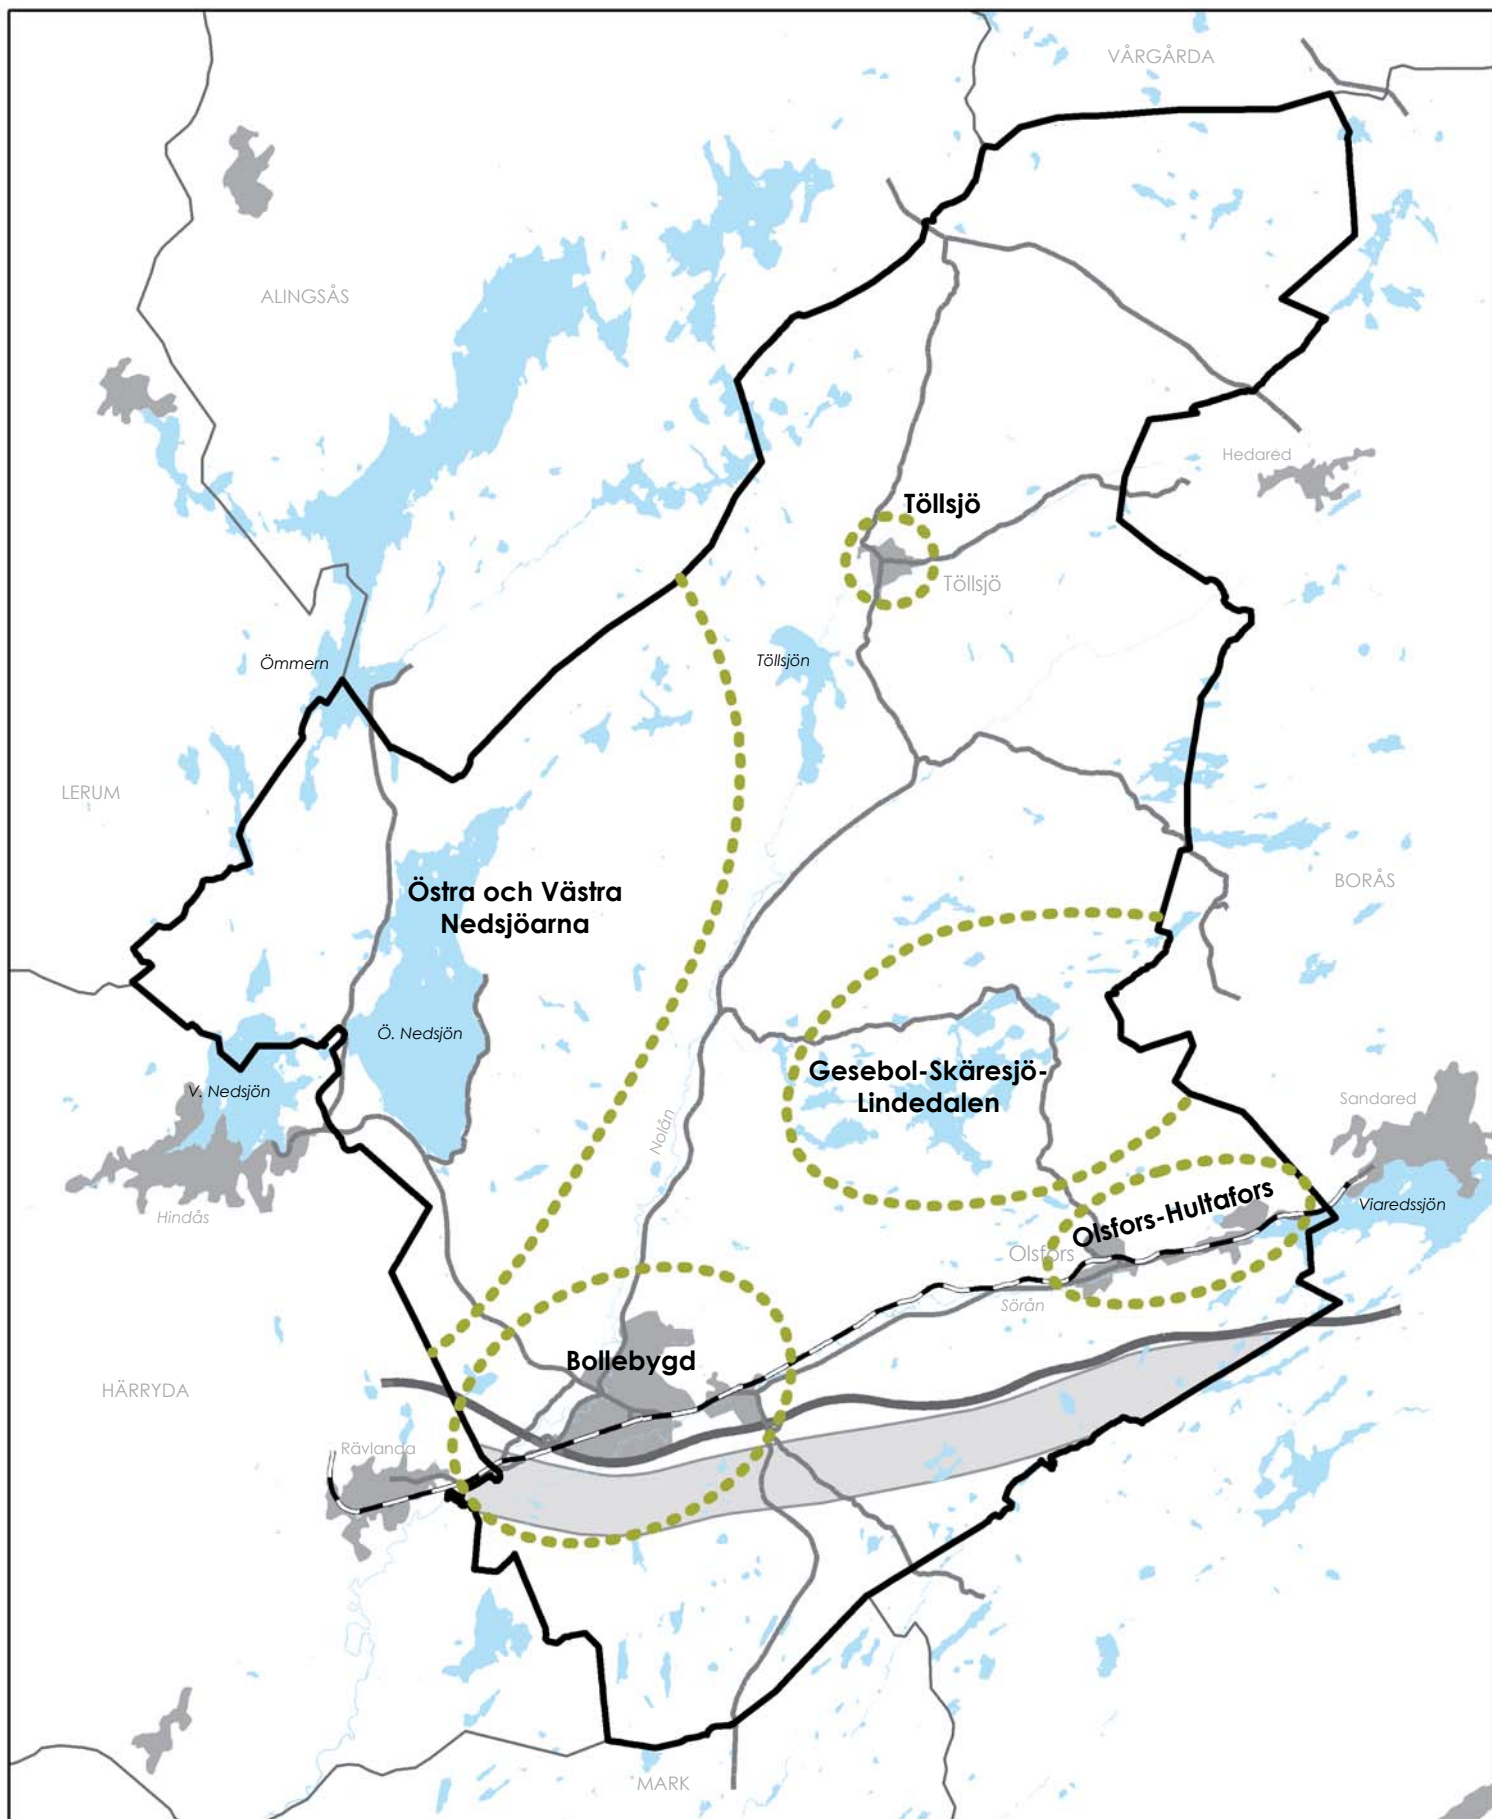 VÅRGÅRDA
ALINGSÅS
Hedared
Töllsjö
Töllsjö
Ömmern
Töllsjön
LERUM
BORÅS
Östra och Västra
Nedsjöarna
Ö. Nedsjön
V. Nedsjön
Gesebol-Skäresjö-
Lindedalen
Sandared
Nolån
Hindås
Viaredssjön
Olsfors-Hultafors
Olsfors
Sörån
Bollebygd
HÄRRYDA
Rävlanda
MARK